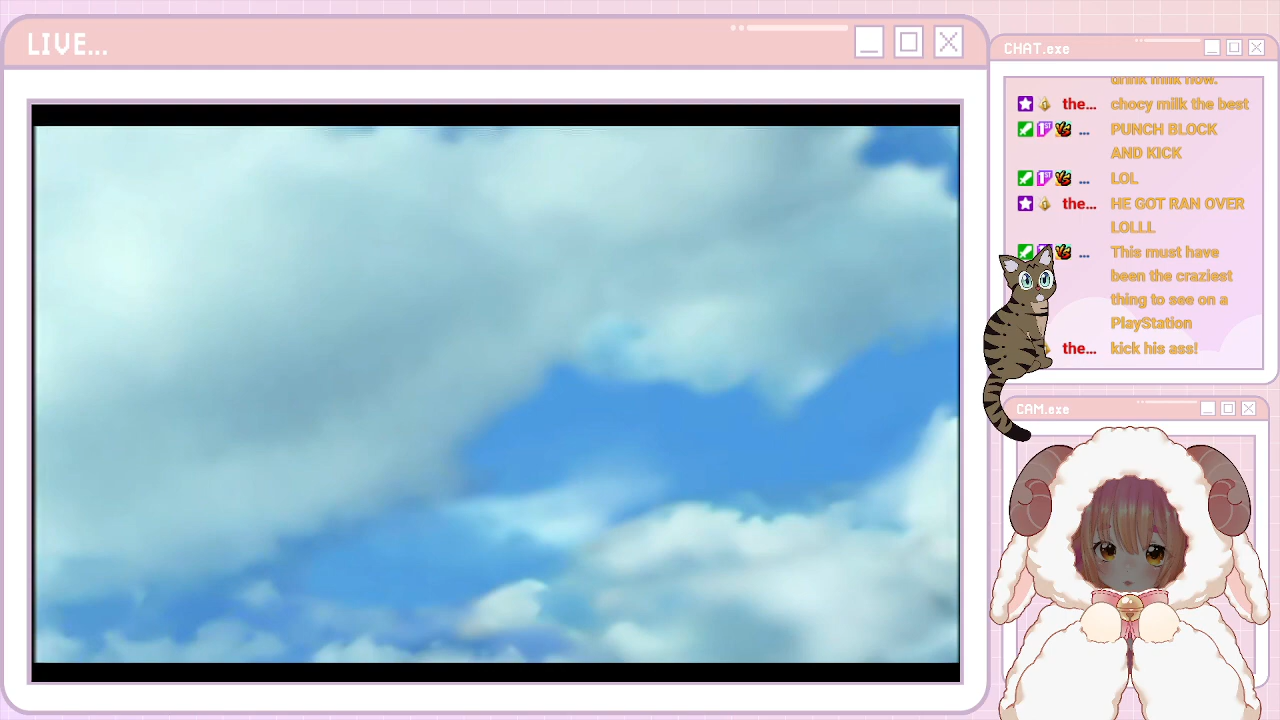 LIVE...
CHAT.exe
drink milk now.
the... chocy milk the best
... PUNCH BLOCK
AND KICK
... LOL
the... HE GOT RAN OVER
LOLLL
... This must have
been the craziest
thing to see on a
PlayStation
the... kick his ass!
CAM.exe